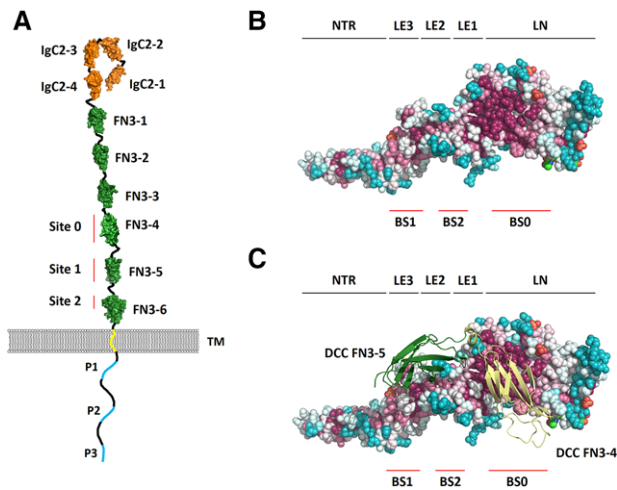 A
IgC2-3
IgC2-2
IgC2-4
IgC2-1
FN3-1
FN3-2
FN3-3
Site 0
FN3-4
Site 1
FN3-5
Site 2
FN3-6
TM
P1
P2
P3
B
NTR LE3 LE2 LE1 LN
BS1 BS2 BS0
C
NTR LE3 LE2 LE1 LN
DCC FN3-5
DCC FN3-4
BS1 BS2 BS0